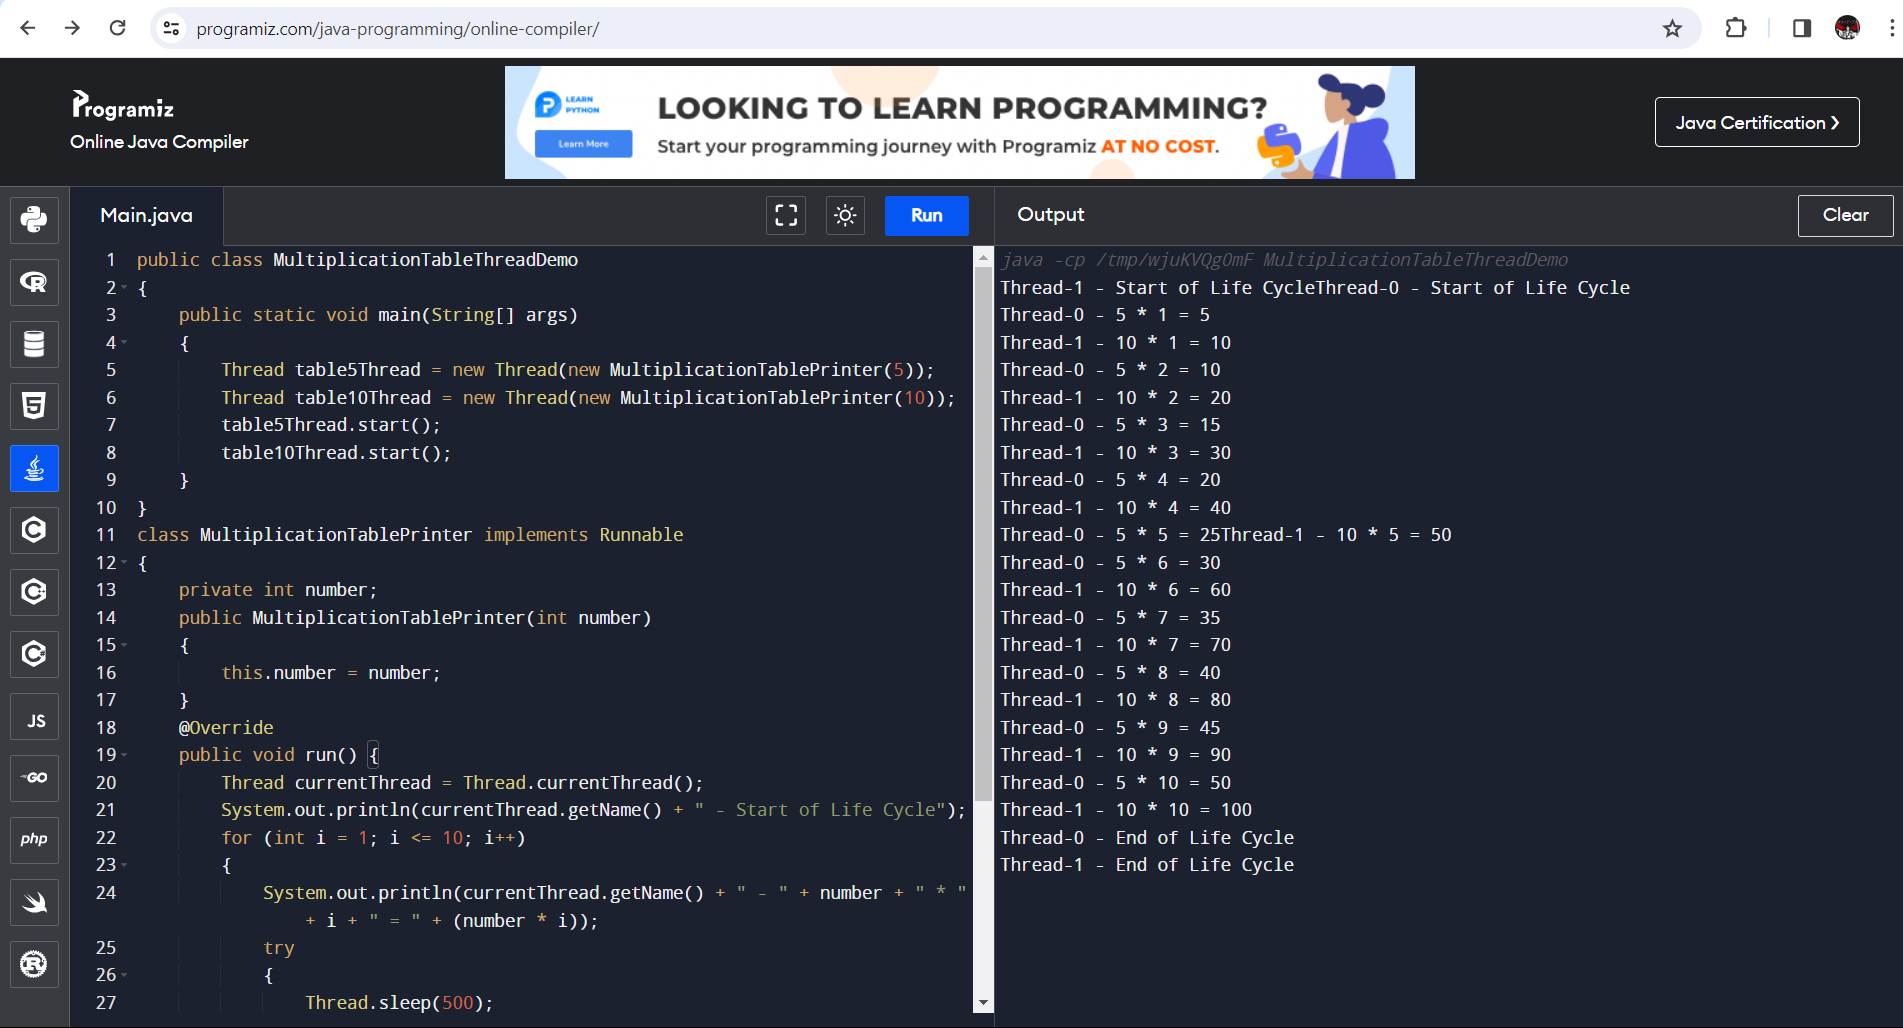 programiz.com/java-programming/online-compiler/
Programiz
Online Java Compiler
LEARN
PYTHON
Learn More
LOOKING TO LEARN PROGRAMMING?
Start your programming journey with Programiz AT NO COST.
Java Certification ❯
Main.java
Run
Output
Clear
R
5
C
C
C
JS
GO
php
R
1 public class MultiplicationTableThreadDemo
2 {
3 public static void main(String[] args)
4 {
5 Thread table5Thread = new Thread(new MultiplicationTablePrinter(5));
6 Thread table10Thread = new Thread(new MultiplicationTablePrinter(10));
7 table5Thread.start();
8 table10Thread.start();
9 }
10 }
11 class MultiplicationTablePrinter implements Runnable
12 {
13 private int number;
14 public MultiplicationTablePrinter(int number)
15 {
16 this.number = number;
17 }
18 @Override
19 public void run() {
20 Thread currentThread = Thread.currentThread();
21 System.out.println(currentThread.getName() + " - Start of Life Cycle");
22 for (int i = 1; i <= 10; i++)
23 {
24 System.out.println(currentThread.getName() + " - " + number + " * "
+ i + " = " + (number * i));
25 try
26 {
27 Thread.sleep(500);
java -cp /tmp/wjuKVQgOmF MultiplicationTableThreadDemo
Thread-1 - Start of Life CycleThread-0 - Start of Life Cycle
Thread-0 - 5 * 1 = 5
Thread-1 - 10 * 1 = 10
Thread-0 - 5 * 2 = 10
Thread-1 - 10 * 2 = 20
Thread-0 - 5 * 3 = 15
Thread-1 - 10 * 3 = 30
Thread-0 - 5 * 4 = 20
Thread-1 - 10 * 4 = 40
Thread-0 - 5 * 5 = 25Thread-1 - 10 * 5 = 50
Thread-0 - 5 * 6 = 30
Thread-1 - 10 * 6 = 60
Thread-0 - 5 * 7 = 35
Thread-1 - 10 * 7 = 70
Thread-0 - 5 * 8 = 40
Thread-1 - 10 * 8 = 80
Thread-0 - 5 * 9 = 45
Thread-1 - 10 * 9 = 90
Thread-0 - 5 * 10 = 50
Thread-1 - 10 * 10 = 100
Thread-0 - End of Life Cycle
Thread-1 - End of Life Cycle